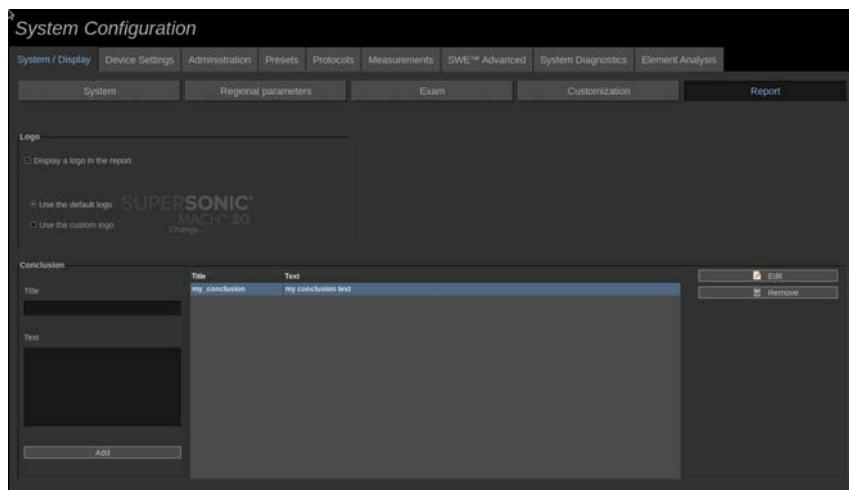 System Configuration
System / Display Device Settings Administration Presets Protocols Measurements SWE™ Advanced System Diagnostics Element Analysis
System Regional parameters Exam Customization Report
Logo
Display a logo in the report
Use the default logo
SUPERSONIC
MACH™ 30
Use the custom logo
Change...
Conclusion
Title Text
Edit
Title
my_conclusion my conclusion text
Remove
Text
Add